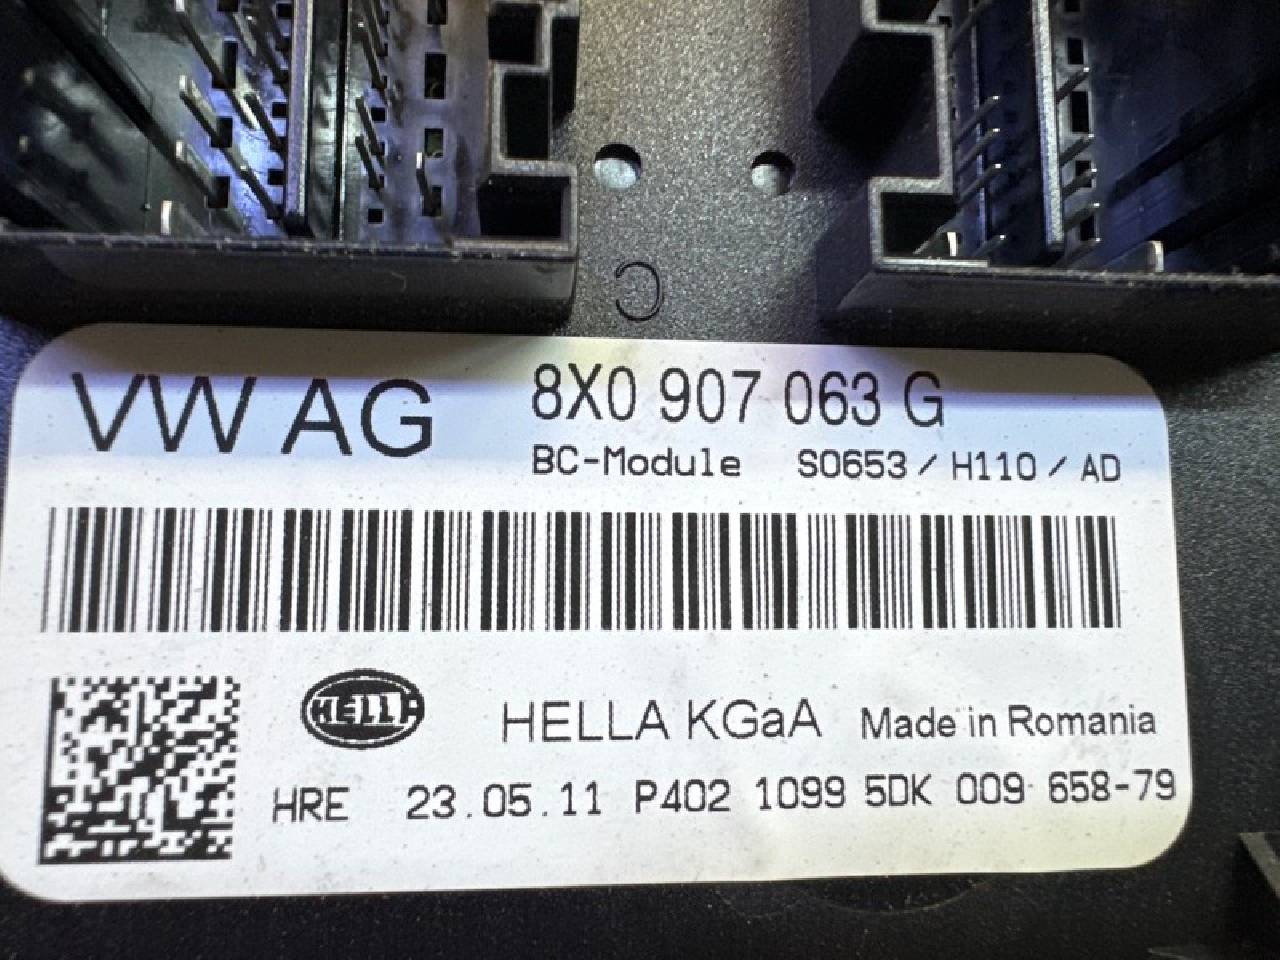 C
VW AG 8X0 907 063 G
BC-Module S0653 / H110 / AD
HELLA HELLA KGaA Made in Romania
HRE 23.05.11 P402 1099 5DK 009 658-79